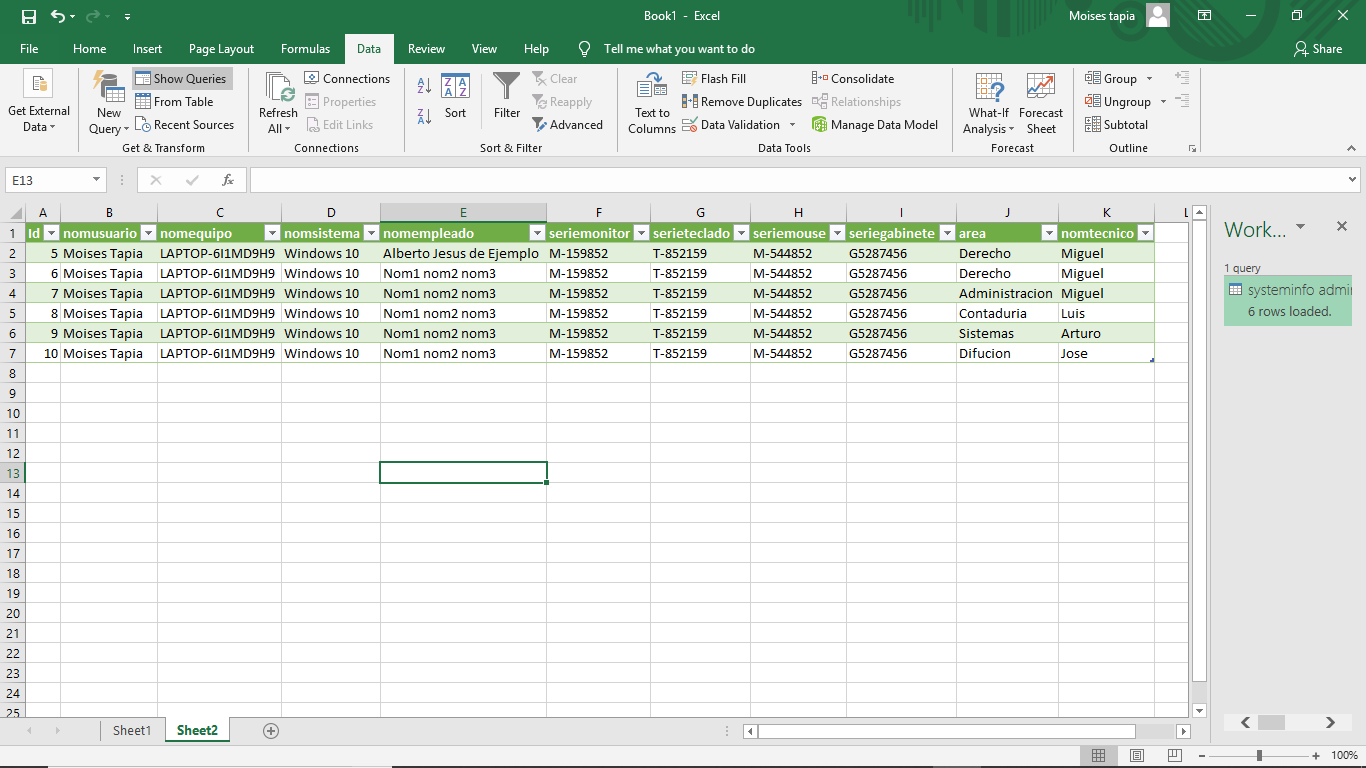 Book1 - Excel
Moises tapia
File Home Insert Page Layout Formulas Data Review View Help Tell me what you want to do Share
Get External Data
New Query
Show Queries
From Table
Recent Sources
Get & Transform
Refresh All
Connections
Properties
Edit Links
Connections
Sort
Filter
Clear
Reapply
Advanced
Sort & Filter
Text to Columns
Flash Fill
Remove Duplicates
Data Validation
Consolidate
Relationships
Manage Data Model
Data Tools
What-If Analysis
Forecast Sheet
Forecast
Group
Ungroup
Subtotal
Outline
E13 fx
A B C D E F G H I J K L
1 Id nomusuario nomequipo nomsistema nomempleado seriemonitor serieteclado seriemouse seriegabinete area nomtecnico
2 5 Moises Tapia LAPTOP-6I1MD9H9 Windows 10 Alberto Jesus de Ejemplo M-159852 T-852159 M-544852 G5287456 Derecho Miguel
3 6 Moises Tapia LAPTOP-6I1MD9H9 Windows 10 Nom1 nom2 nom3 M-159852 T-852159 M-544852 G5287456 Derecho Miguel
4 7 Moises Tapia LAPTOP-6I1MD9H9 Windows 10 Nom1 nom2 nom3 M-159852 T-852159 M-544852 G5287456 Administracion Miguel
5 8 Moises Tapia LAPTOP-6I1MD9H9 Windows 10 Nom1 nom2 nom3 M-159852 T-852159 M-544852 G5287456 Contaduria Luis
6 9 Moises Tapia LAPTOP-6I1MD9H9 Windows 10 Nom1 nom2 nom3 M-159852 T-852159 M-544852 G5287456 Sistemas Arturo
7 10 Moises Tapia LAPTOP-6I1MD9H9 Windows 10 Nom1 nom2 nom3 M-159852 T-852159 M-544852 G5287456 Difucion Jose
8
9
10
11
12
13
14
15
16
17
18
19
20
21
22
23
24
25
Work...
1 query
systeminfo admi
6 rows loaded.
Sheet1 Sheet2
100%